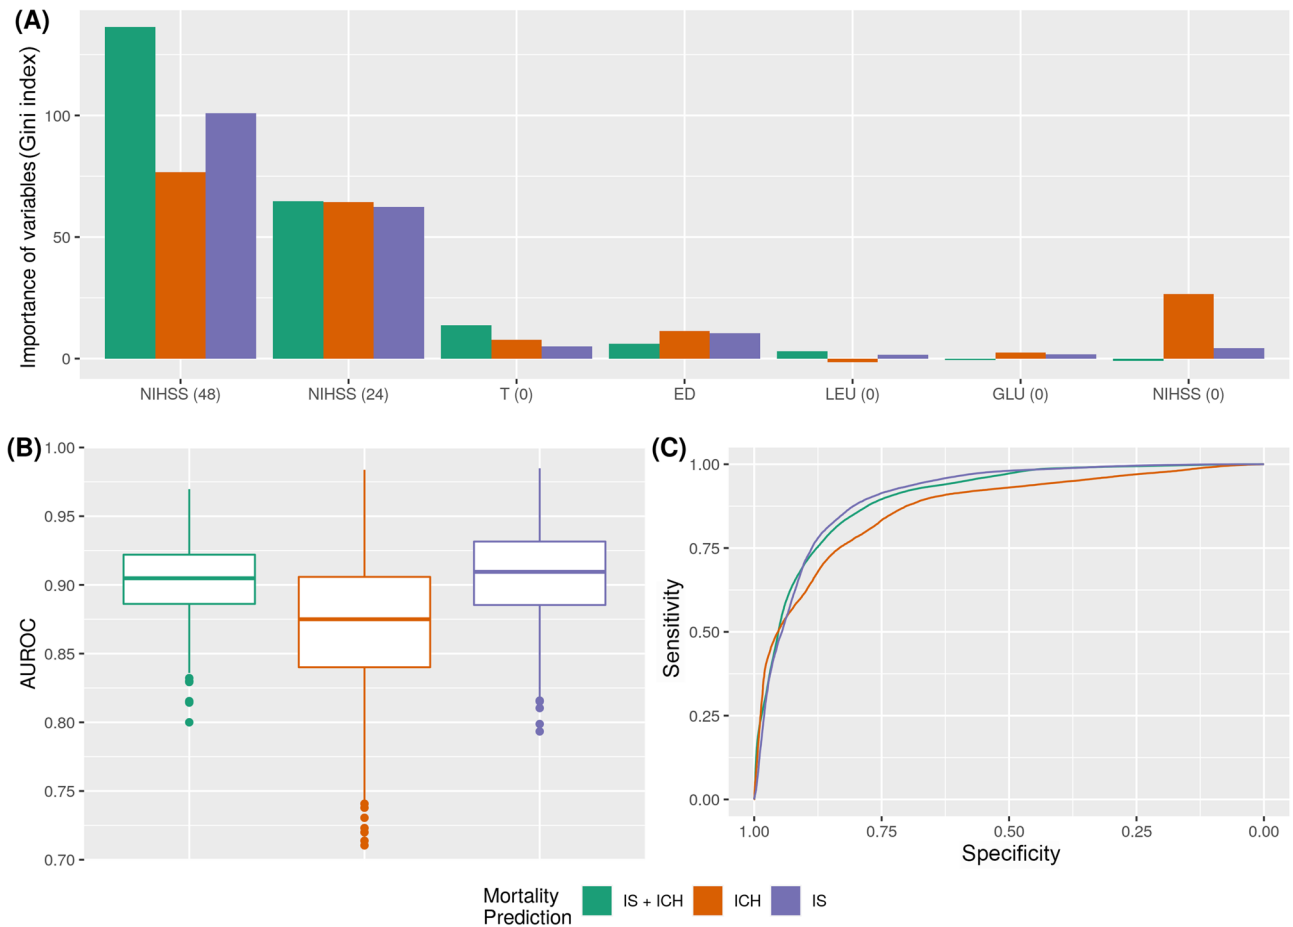 (A)
Importance of variables (Gini index)
100
50
0
NIHSS (48) NIHSS (24) T (0) ED LEU (0) GLU (0) NIHSS (0)
(B)
AUROC
1.00
0.95
0.90
0.85
0.80
0.75
0.70
(C)
Sensitivity
1.00
0.75
0.50
0.25
0.00
1.00 0.75 0.50 0.25 0.00
Specificity
Mortality
Prediction
IS + ICH ICH IS